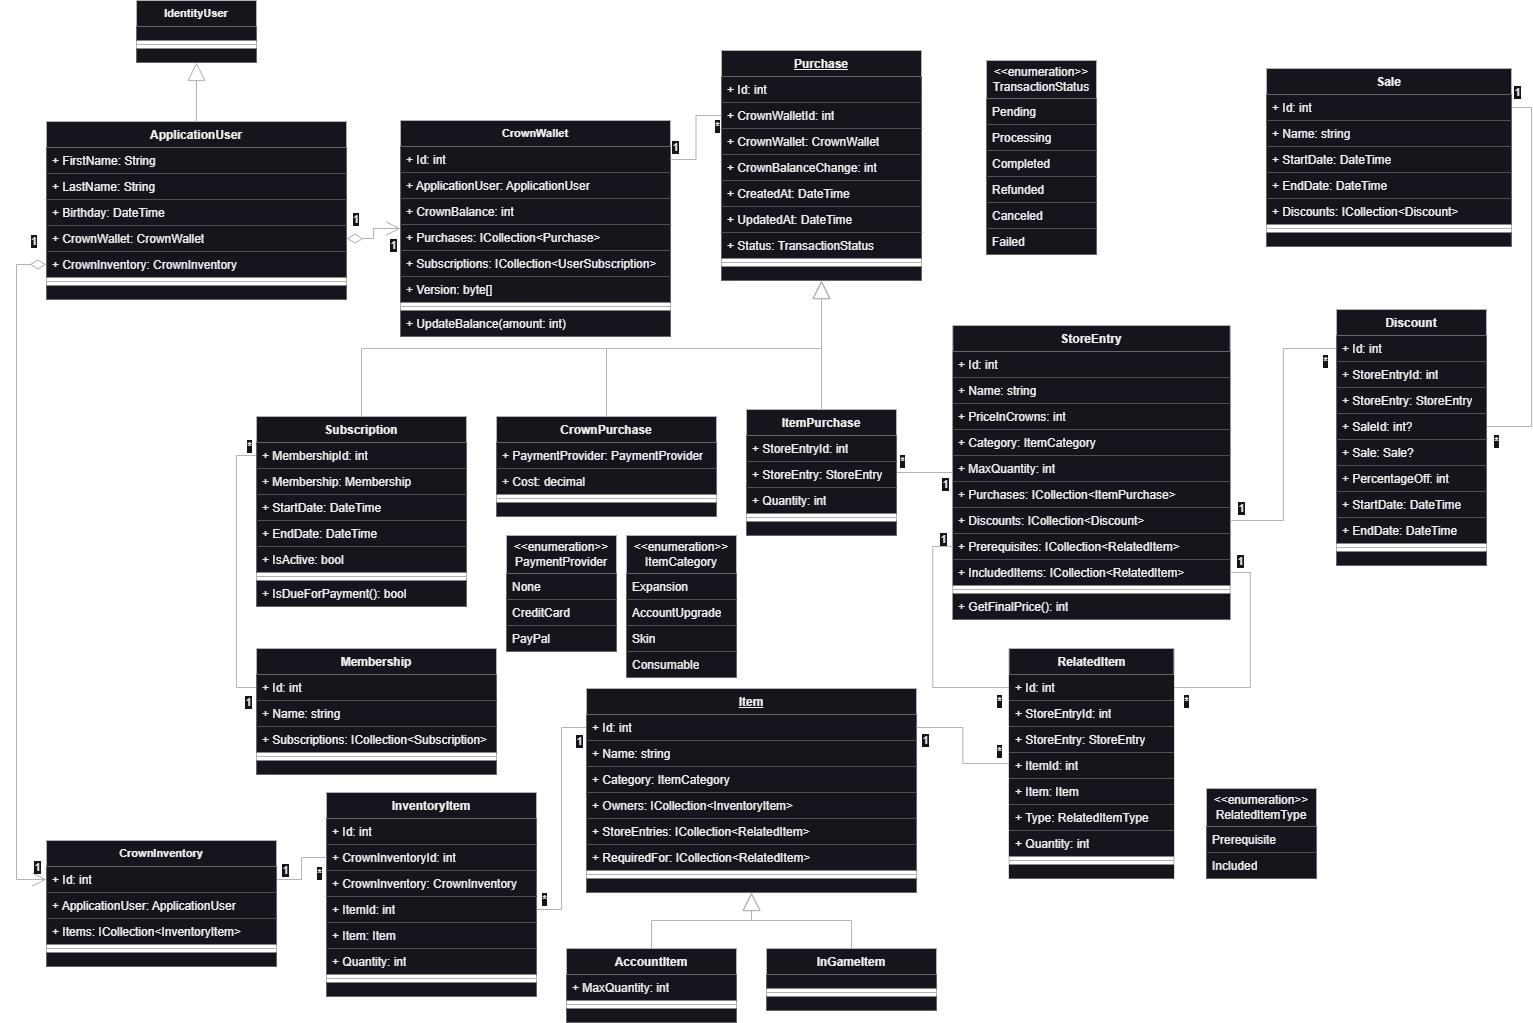 IdentityUser
ApplicationUser
+ FirstName: String
+ LastName: String
+ Birthday: DateTime
+ CrownWallet: CrownWallet
+ CrownInventory: CrownInventory
1
1
1
CrownWallet
+ Id: int
+ ApplicationUser: ApplicationUser
+ CrownBalance: int
+ Purchases: ICollection<Purchase>
+ Subscriptions: ICollection<UserSubscription>
+ Version: byte[]
+ UpdateBalance(amount: int)
1
*
Purchase
+ Id: int
+ CrownWalletId: int
+ CrownWallet: CrownWallet
+ CrownBalanceChange: int
+ CreatedAt: DateTime
+ UpdatedAt: DateTime
+ Status: TransactionStatus
<<enumeration>>
TransactionStatus
Pending
Processing
Completed
Refunded
Canceled
Failed
Sale
+ Id: int
+ Name: string
+ StartDate: DateTime
+ EndDate: DateTime
+ Discounts: ICollection<Discount>
1
Discount
+ Id: int
+ StoreEntryId: int
+ StoreEntry: StoreEntry
+ SaleId: int?
+ Sale: Sale?
+ PercentageOff: int
+ StartDate: DateTime
+ EndDate: DateTime
*
*
StoreEntry
+ Id: int
+ Name: string
+ PriceInCrowns: int
+ Category: ItemCategory
+ MaxQuantity: int
+ Purchases: ICollection<ItemPurchase>
+ Discounts: ICollection<Discount>
+ Prerequisites: ICollection<RelatedItem>
+ IncludedItems: ICollection<RelatedItem>
+ GetFinalPrice(): int
1
1
1
1
Subscription
+ MembershipId: int
+ Membership: Membership
+ StartDate: DateTime
+ EndDate: DateTime
+ IsActive: bool
+ IsDueForPayment(): bool
*
CrownPurchase
+ PaymentProvider: PaymentProvider
+ Cost: decimal
ItemPurchase
+ StoreEntryId: int
+ StoreEntry: StoreEntry
+ Quantity: int
*
<<enumeration>>
PaymentProvider
None
CreditCard
PayPal
<<enumeration>>
ItemCategory
Expansion
AccountUpgrade
Skin
Consumable
Membership
+ Id: int
+ Name: string
+ Subscriptions: ICollection<Subscription>
1
RelatedItem
+ Id: int
+ StoreEntryId: int
+ StoreEntry: StoreEntry
+ ItemId: int
+ Item: Item
+ Type: RelatedItemType
+ Quantity: int
*
*
*
Item
+ Id: int
+ Name: string
+ Category: ItemCategory
+ Owners: ICollection<InventoryItem>
+ StoreEntries: ICollection<RelatedItem>
+ RequiredFor: ICollection<RelatedItem>
1
1
<<enumeration>>
RelatedItemType
Prerequisite
Included
InventoryItem
+ Id: int
+ CrownInventoryId: int
+ CrownInventory: CrownInventory
+ ItemId: int
+ Item: Item
+ Quantity: int
*
*
CrownInventory
+ Id: int
+ ApplicationUser: ApplicationUser
+ Items: ICollection<InventoryItem>
1
1
AccountItem
+ MaxQuantity: int
InGameItem